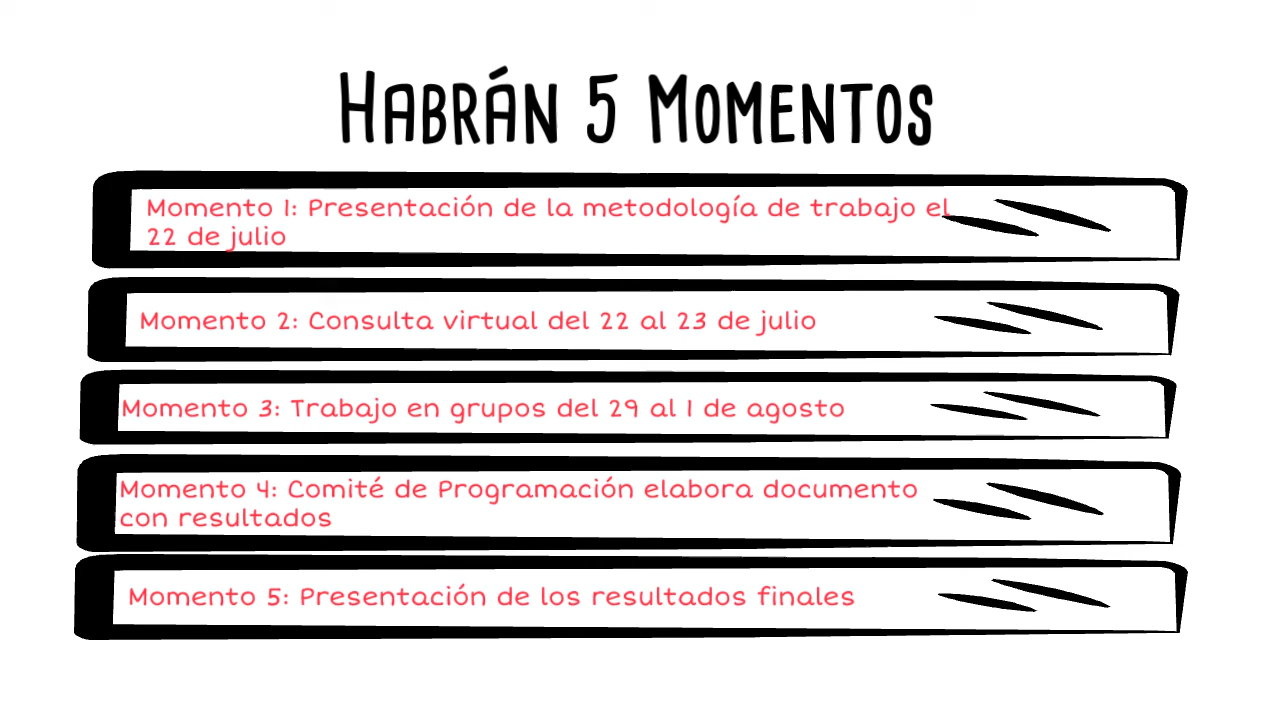 HABRÁN 5 MOMENTOS
Momento 1: Presentación de la metodología de trabajo el
22 de julio
Momento 2: Consulta virtual del 22 al 23 de julio
Momento 3: Trabajo en grupos del 29 al 1 de agosto
Momento 4: Comité de Programación elabora documento
con resultados
Momento 5: Presentación de los resultados finales